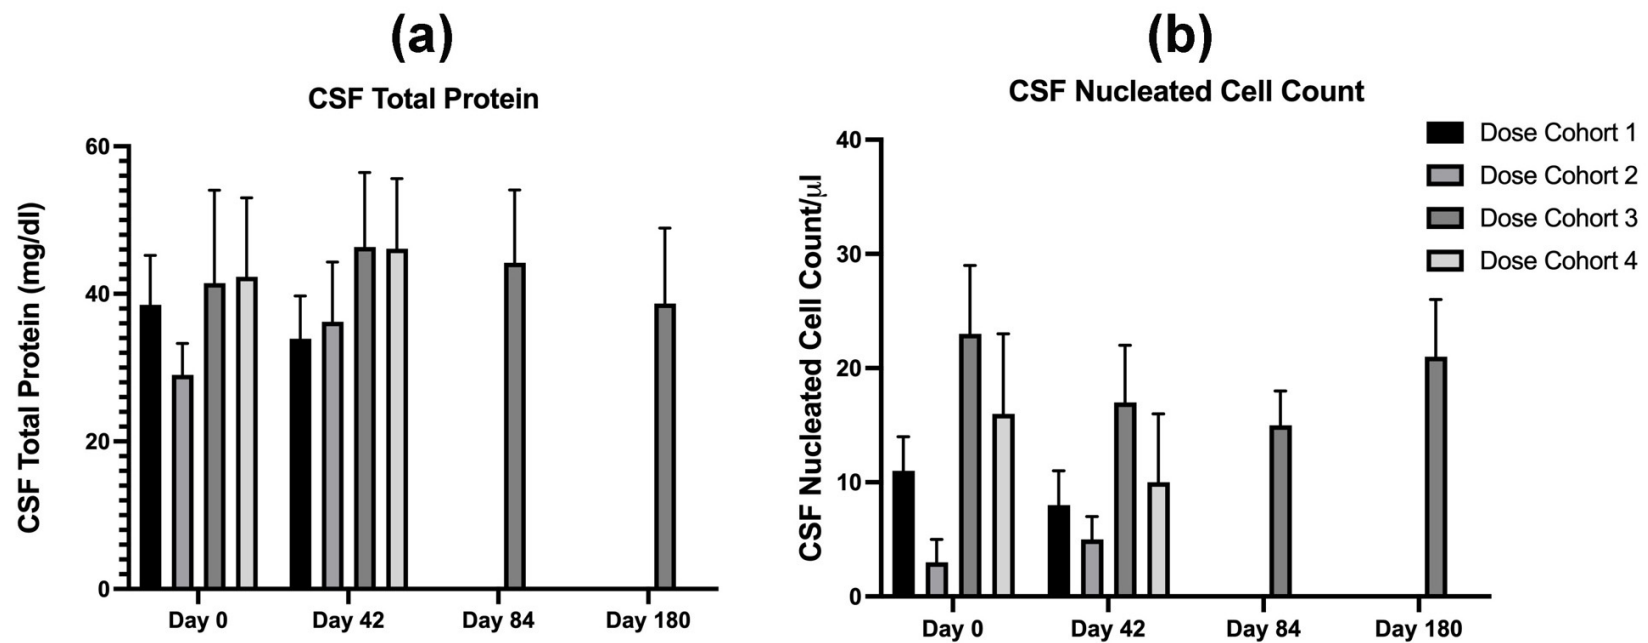 (a)
CSF Total Protein
CSF Total Protein (mg/dl)
60
40
20
0
Day 0
Day 42
Day 84
Day 180
(b)
CSF Nucleated Cell Count
CSF Nucleated Cell Count/μl
40
30
20
10
0
Day 0
Day 42
Day 84
Day 180
Dose Cohort 1
Dose Cohort 2
Dose Cohort 3
Dose Cohort 4